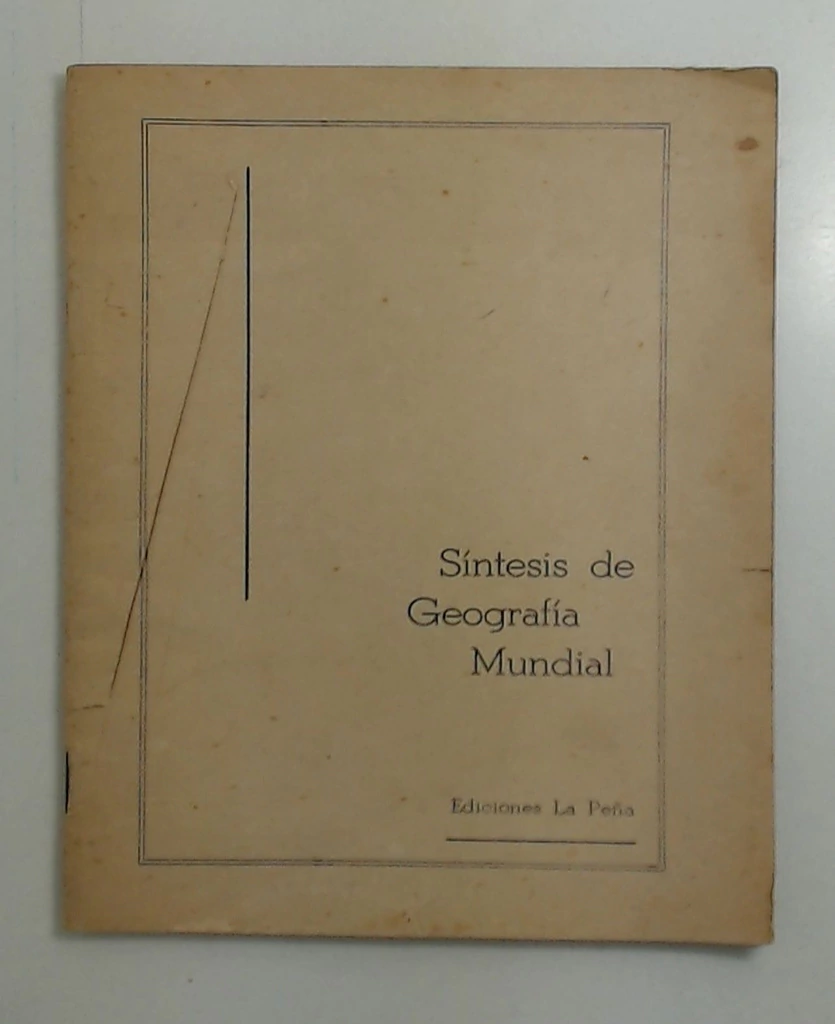 Síntesis de
Geografía
Mundial
Ediciones La Peña